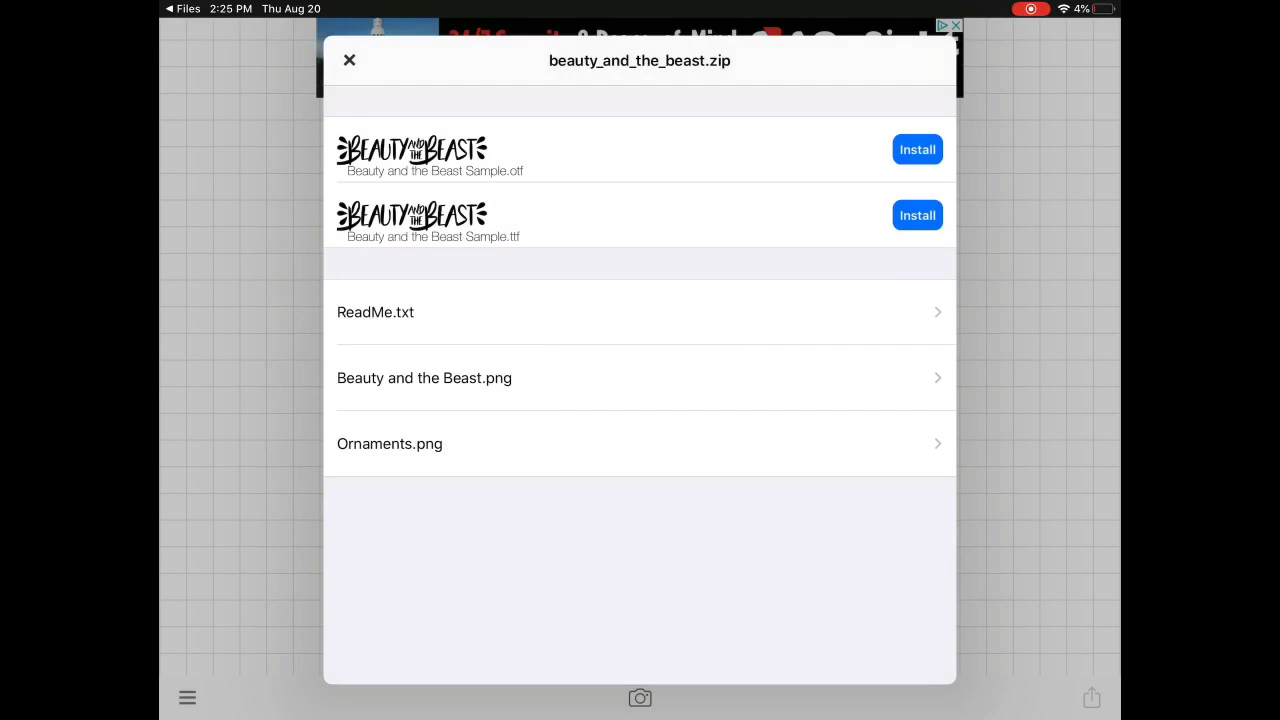 Files 2:25 PM Thu Aug 20 4%
beauty_and_the_beast.zip
BEAUTY AND THE BEAST Install
Beauty and the Beast Sample.otf
BEAUTY AND THE BEAST Install
Beauty and the Beast Sample.ttf
ReadMe.txt
Beauty and the Beast.png
Ornaments.png